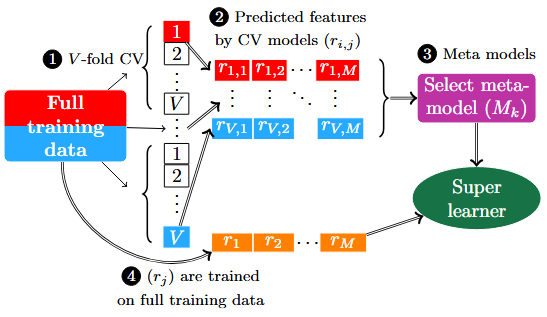 ❶ V-fold CV
Full
training
data
1
2
⋮
V
⋮
1
2
⋮
V
❷ Predicted features
by CV models (r_{i,j})
r_{1,1} r_{1,2} ⋯ r_{1,M}
⋮ ⋮ ⋱ ⋮
r_{V,1} r_{V,2} r_{V,M}
❸ Meta models
Select meta-
model (M_k)
Super
learner
r_1 r_2 ⋯ r_M
❹ (r_j) are trained
on full training data